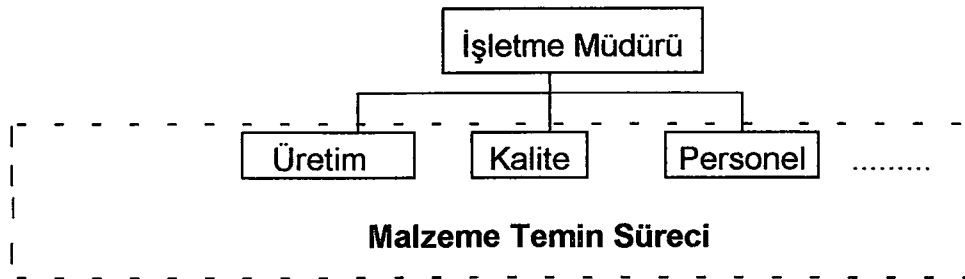 İşletme Müdürü
Üretim Kalite Personel .........
Malzeme Temin Süreci